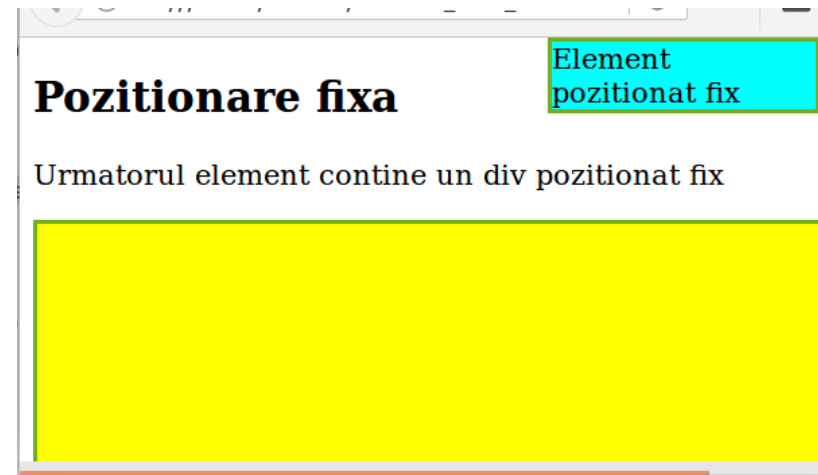 Element
pozitionat fix
Pozitionare fixa
Urmatorul element contine un div pozitionat fix